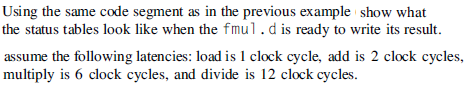 Using the same code segment as in the previous example show what
the status tables look like when the fmul.d is ready to write its result.
assume the following latencies: load is 1 clock cycle, add is 2 clock cycles,
multiply is 6 clock cycles, and divide is 12 clock cycles.